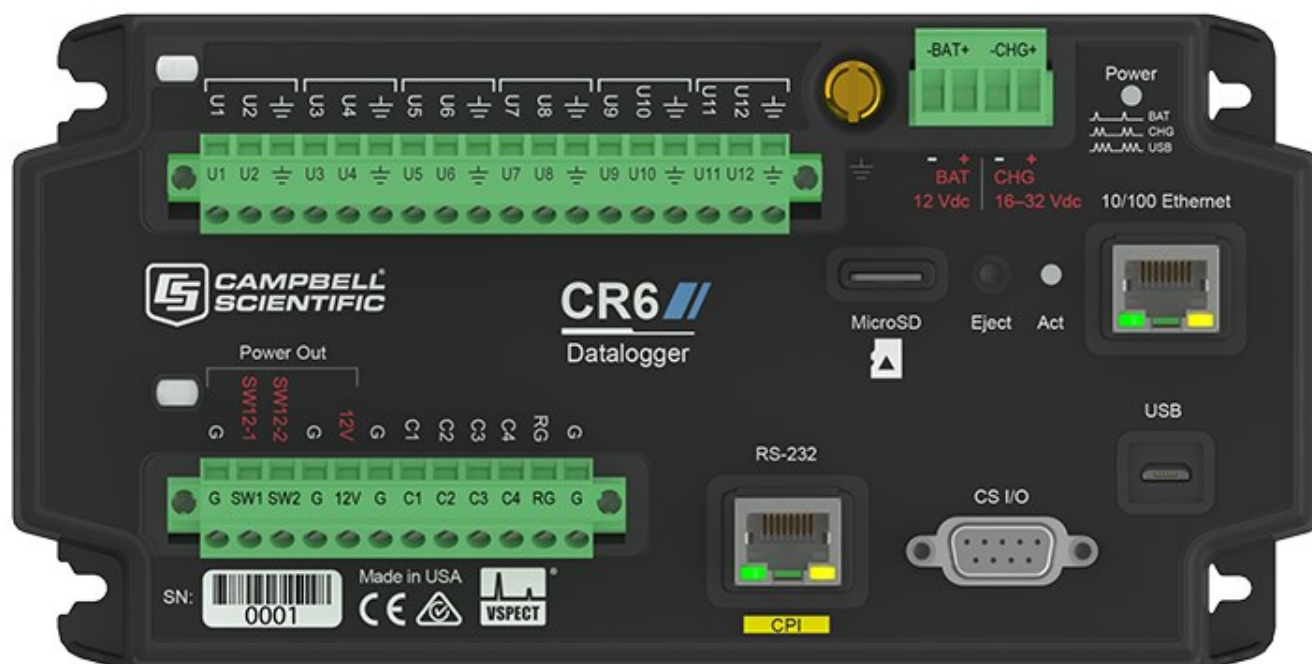 -BAT+ -CHG+
Power
BAT
CHG
USB
U1 U2 U3 U4 U5 U6 U7 U8 U9 U10 U11 U12
U1 U2 U3 U4 U5 U6 U7 U8 U9 U10 U11 U12
- + - +
BAT CHG
12 Vdc 16–32 Vdc
10/100 Ethernet
CAMPBELL®
SCIENTIFIC
CR6
Datalogger
MicroSD Eject Act
Power Out
G SW12-1 SW12-2 G 12V G C1 C2 C3 C4 RG G
G SW1 SW2 G 12V G C1 C2 C3 C4 RG G
RS-232
CS I/O
USB
SN:
0001
Made in USA
CE
VSPECT®
CPI